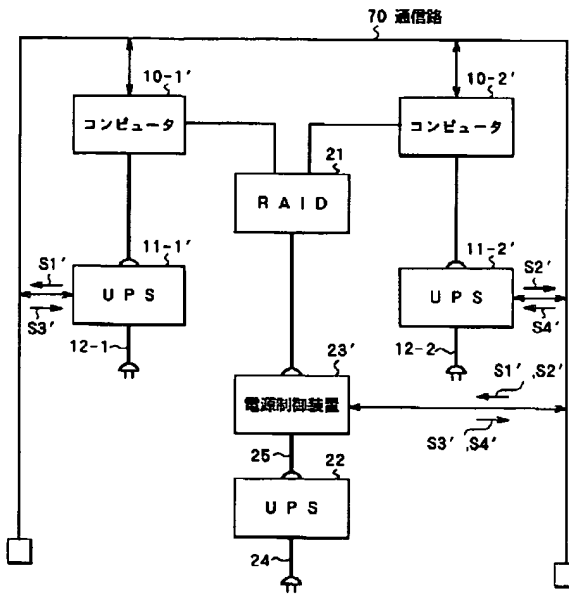 70 通信路
10-1'
コンピュータ
10-2'
コンピュータ
21
RAID
11-1'
UPS
S1'
S3'
12-1
11-2'
UPS
S2'
S4'
12-2
23'
電源制御装置
S1',S2'
S3',S4'
25
22
UPS
24